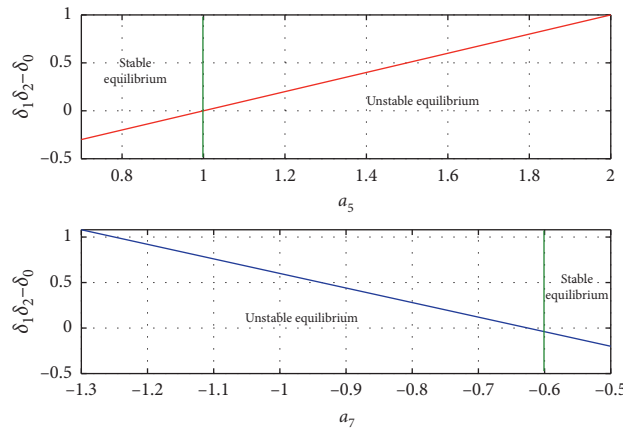 1
0.5
0
−0.5
δ₁δ₂−δ₀
Stable
equilibrium
Unstable equilibrium
0.8
1
1.2
1.4
1.6
1.8
2
a₅
1
0.5
0
−0.5
δ₁δ₂−δ₀
Unstable equilibrium
Stable
equilibrium
−1.3
−1.2
−1.1
−1
−0.9
−0.8
−0.7
−0.6
−0.5
a₇